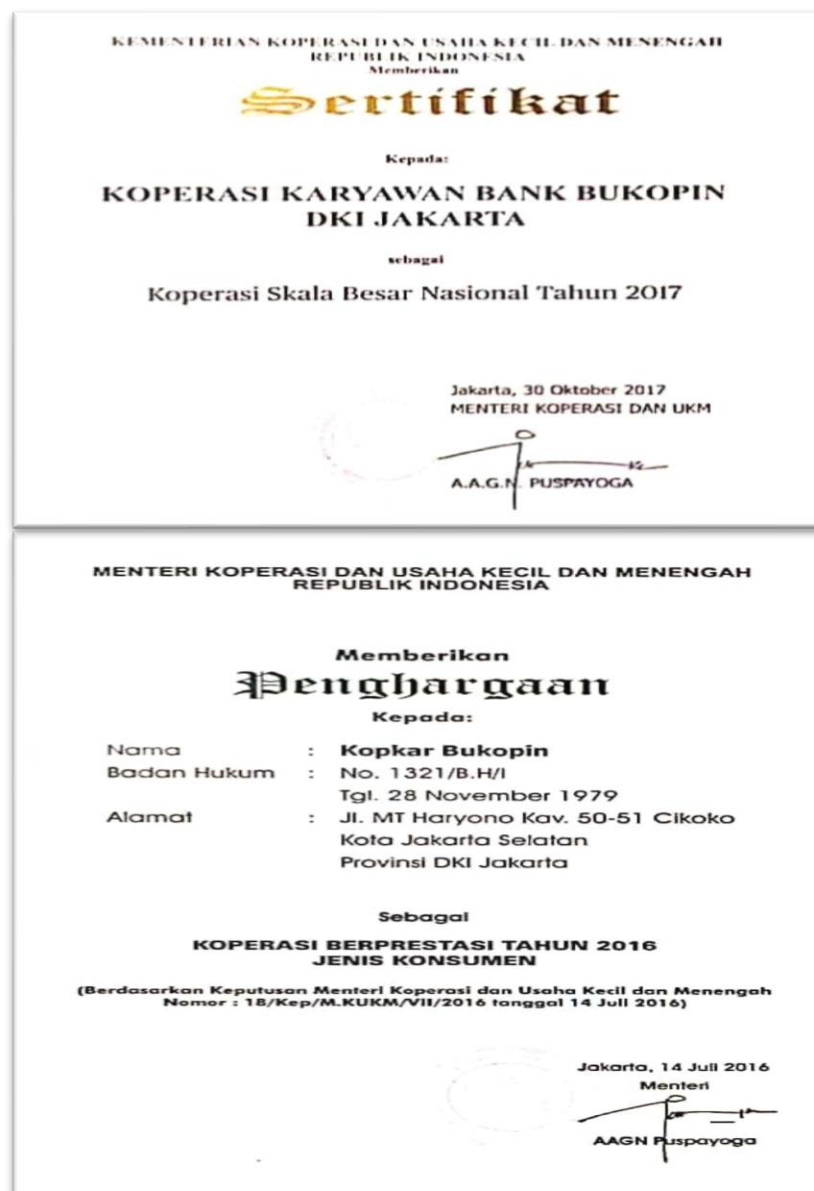 KEMENTERIAN KOPERASI DAN USAHA KECIL DAN MENENGAH
REPUBLIK INDONESIA
Memberikan
Sertifikat
Kepada:
KOPERASI KARYAWAN BANK BUKOPIN
DKI JAKARTA
sebagai
Koperasi Skala Besar Nasional Tahun 2017
Jakarta, 30 Oktober 2017
MENTERI KOPERASI DAN UKM
A.A.G.N. PUSPAYOGA
MENTERI KOPERASI DAN USAHA KECIL DAN MENENGAH
REPUBLIK INDONESIA
Memberikan
Penghargaan
Kepada:
Nama : Kopkar Bukopin
Badan Hukum : No. 1321/B.H/I
Tgl. 28 November 1979
Alamat : Jl. MT Haryono Kav. 50-51 Cikoko
Kota Jakarta Selatan
Provinsi DKI Jakarta
Sebagai
KOPERASI BERPRESTASI TAHUN 2016
JENIS KONSUMEN
(Berdasarkan Keputusan Menteri Koperasi dan Usaha Kecil dan Menengah
Nomor : 18/Kep/M.KUKM/VII/2016 tanggal 14 Juli 2016)
Jakarta, 14 Juli 2016
Menteri
AAGN Puspayoga